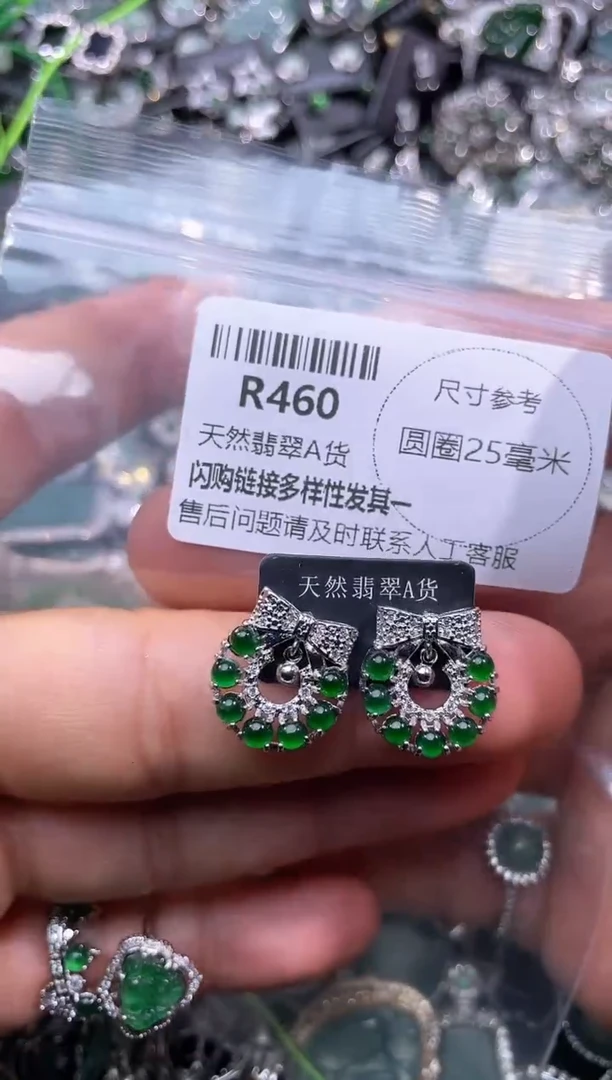 R460
天然翡翠A货
闪购链接多样性发其一
售后问题请及时联系人工客服
尺寸参考
圆圈25毫米
天然翡翠A货